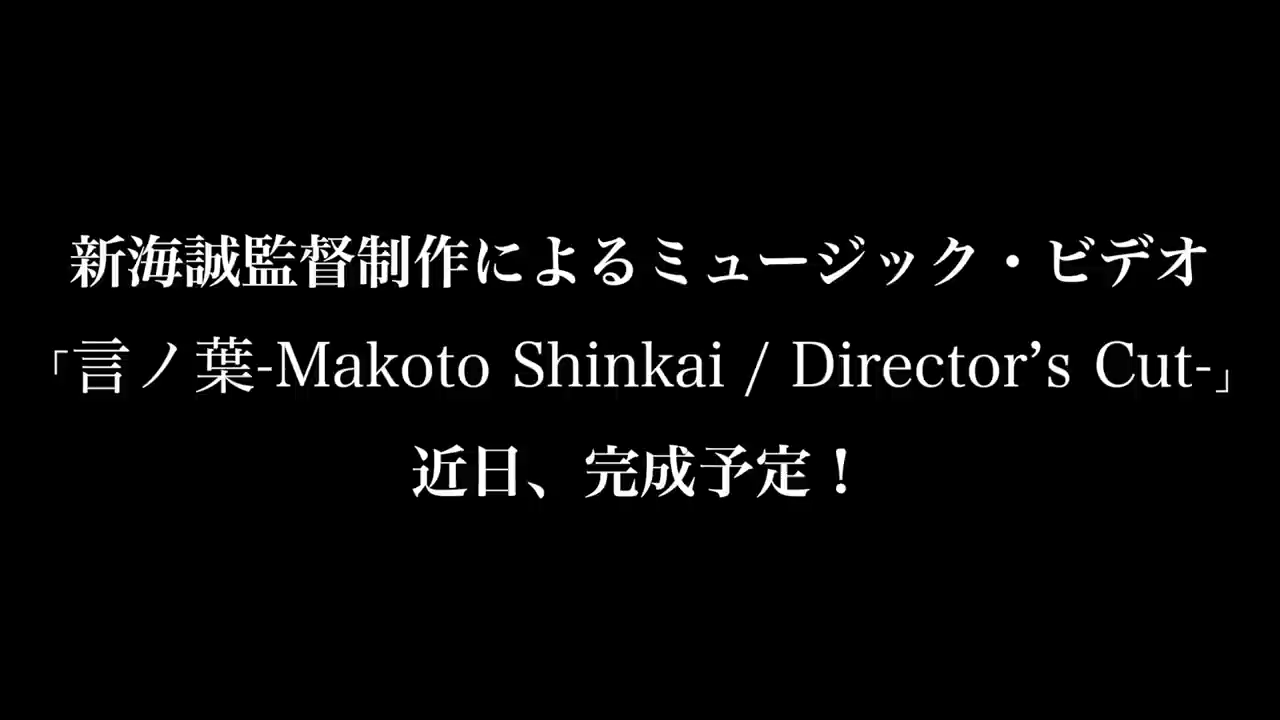 新海誠監督制作によるミュージック・ビデオ
「言ノ葉-Makoto Shinkai / Director’s Cut-」
近日、完成予定！